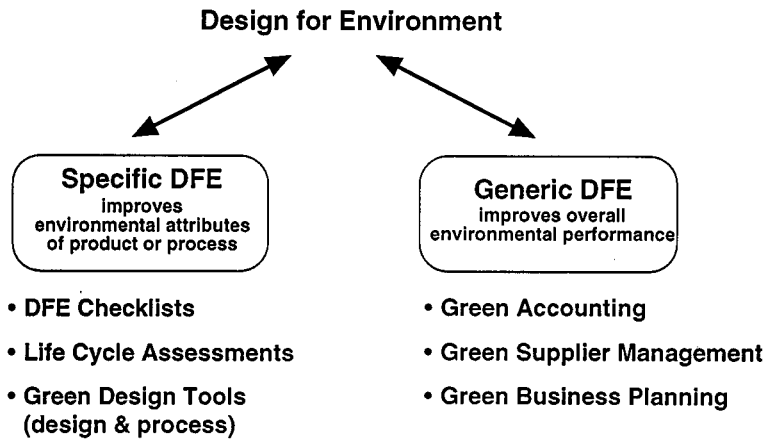 Design for Environment
Specific DFE
improves
environmental attributes
of product or process
Generic DFE
improves overall
environmental performance
• DFE Checklists
• Life Cycle Assessments
• Green Design Tools
(design & process)
• Green Accounting
• Green Supplier Management
• Green Business Planning